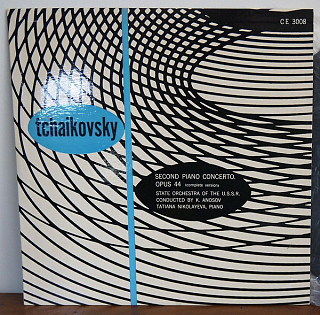 CE 3008
tchaikovsky
SECOND PIANO CONCERTO,
OPUS 44 (complete version)
STATE ORCHESTRA OF THE U.S.S.R.
CONDUCTED BY K. ANOSOV
TATIANA NIKOLAYEVA, PIANO